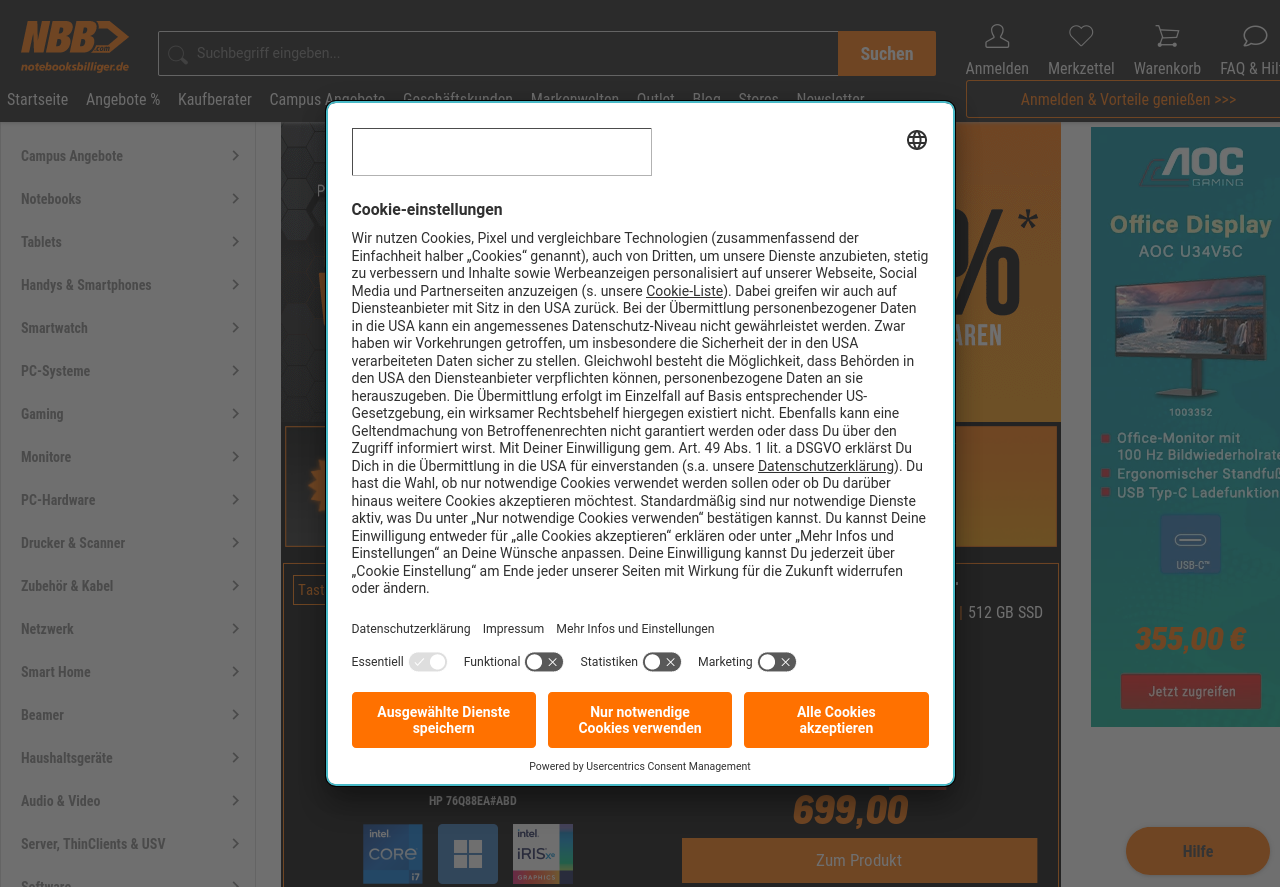 NBB.com
notebooksbilliger.de
Suchbegriff eingeben...
Suchen
Anmelden
Merkzettel
Warenkorb
FAQ & Hilf
Startseite
Angebote %
Kaufberater
Campus Angebote
Geschäftskunden
Markenwelten
Outlet
Blog
Stores
Newsletter
Anmelden & Vorteile genießen >>>
Campus Angebote
Notebooks
Tablets
Handys & Smartphones
Smartwatch
PC-Systeme
Gaming
Monitore
PC-Hardware
Drucker & Scanner
Zubehör & Kabel
Netzwerk
Smart Home
Beamer
Haushaltsgeräte
Audio & Video
Server, ThinClients & USV
Software
%*
AREN
Cookie-einstellungen
Wir nutzen Cookies, Pixel und vergleichbare Technologien (zusammenfassend der
Einfachheit halber „Cookies“ genannt), auch von Dritten, um unsere Dienste anzubieten, stetig
zu verbessern und Inhalte sowie Werbeanzeigen personalisiert auf unserer Webseite, Social
Media und Partnerseiten anzuzeigen (s. unsere Cookie-Liste). Dabei greifen wir auch auf
Diensteanbieter mit Sitz in den USA zurück. Bei der Übermittlung personenbezogener Daten
in die USA kann ein angemessenes Datenschutz-Niveau nicht gewährleistet werden. Zwar
haben wir Vorkehrungen getroffen, um insbesondere die Sicherheit der in den USA
verarbeiteten Daten sicher zu stellen. Gleichwohl besteht die Möglichkeit, dass Behörden in
den USA den Diensteanbieter verpflichten können, personenbezogene Daten an sie
herauszugeben. Die Übermittlung erfolgt im Einzelfall auf Basis entsprechender US-
Gesetzgebung, ein wirksamer Rechtsbehelf hiergegen existiert nicht. Ebenfalls kann eine
Geltendmachung von Betroffenenrechten nicht garantiert werden oder dass Du über den
Zugriff informiert wirst. Mit Deiner Einwilligung gem. Art. 49 Abs. 1 lit. a DSGVO erklärst Du
Dich in die Übermittlung in die USA für einverstanden (s.a. unsere Datenschutzerklärung). Du
hast die Wahl, ob nur notwendige Cookies verwendet werden sollen oder ob Du darüber
hinaus weitere Cookies akzeptieren möchtest. Standardmäßig sind nur notwendige Dienste
aktiv, was Du unter „Nur notwendige Cookies verwenden“ bestätigen kannst. Du kannst Deine
Einwilligung entweder für „alle Cookies akzeptieren“ erklären oder unter „Mehr Infos und
Einstellungen“ an Deine Wünsche anpassen. Deine Einwilligung kannst Du jederzeit über
„Cookie Einstellung“ am Ende jeder unserer Seiten mit Wirkung für die Zukunft widerrufen
oder ändern.
Datenschutzerklärung
Impressum
Mehr Infos und Einstellungen
Essentiell
Funktional
Statistiken
Marketing
Ausgewählte Dienste
speichern
Nur notwendige
Cookies verwenden
Alle Cookies
akzeptieren
Powered by Usercentrics Consent Management
Tast
| 512 GB SSD
HP 76Q88EA#ABD
intel
CORE
i7
intel
iRIS Xe
GRAPHICS
699,00
Zum Produkt
AOC
GAMING
Office Display
AOC U34V5C
1003352
Office-Monitor mit
100 Hz Bildwiederholrate
Ergonomischer Standfuß
USB Typ-C Ladefunktion
USB-C™
355,00 €
Jetzt zugreifen
Hilfe